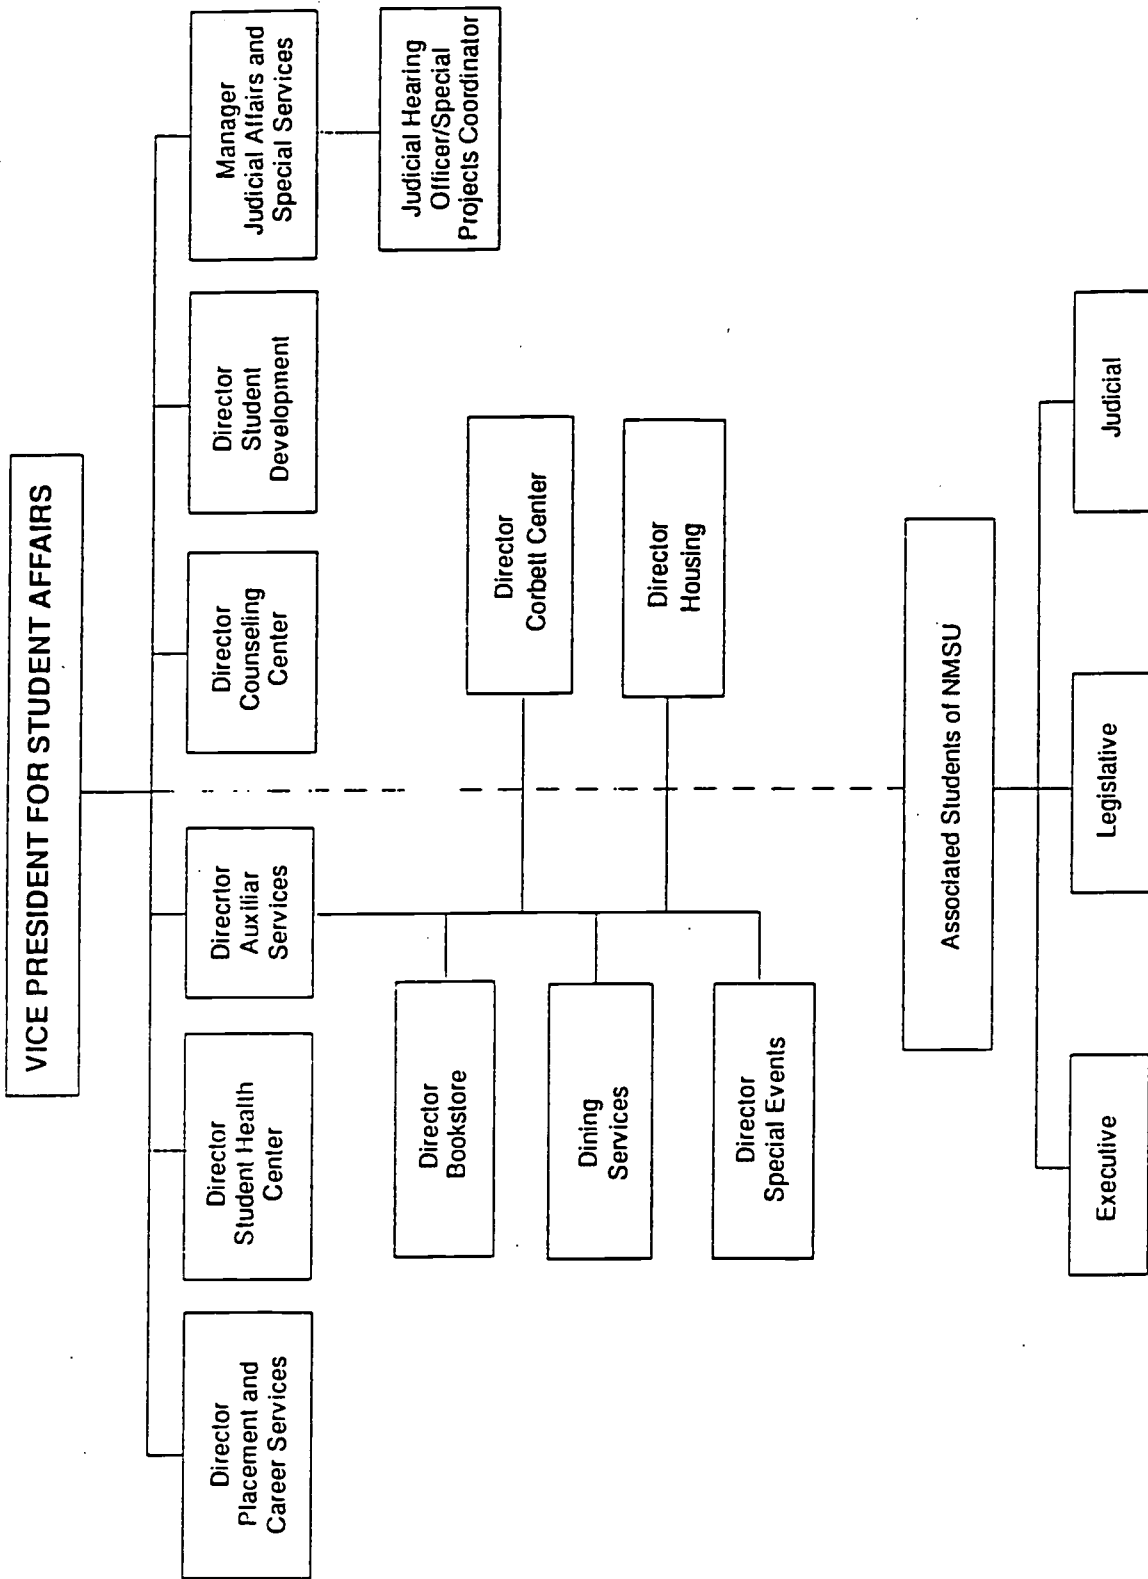 VICE PRESIDENT FOR STUDENT AFFAIRS
Director
Placement and
Career Services
Director
Student Health
Center
Direcrtor
Auxiliar
Services
Director
Counseling
Center
Director
Student
Development
Manager
Judicial Affairs and
Special Services
Judicial Hearing
Officer/Special
Projects Coordinator
Director
Bookstore
Director
Corbett Center
Dining
Services
Director
Housing
Director
Special Events
Associated Students of NMSU
Executive
Legislative
Judicial